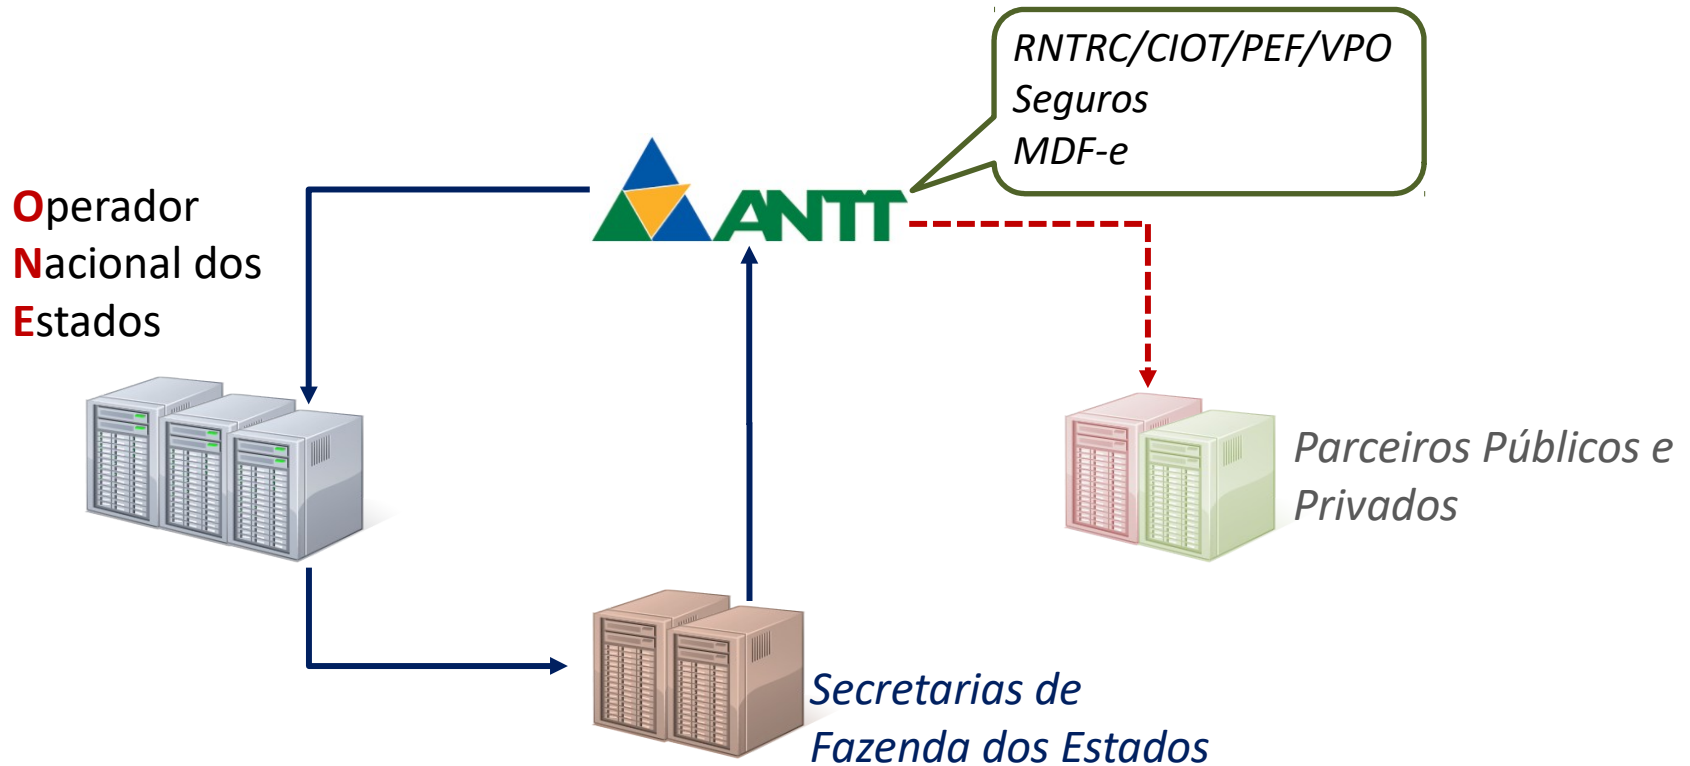 RNTRC/CIOT/PEF/VPO
Seguros
MDF-e
ANTT
Operador
Nacional dos
Estados
Parceiros Públicos e
Privados
Secretarias de
Fazenda dos Estados